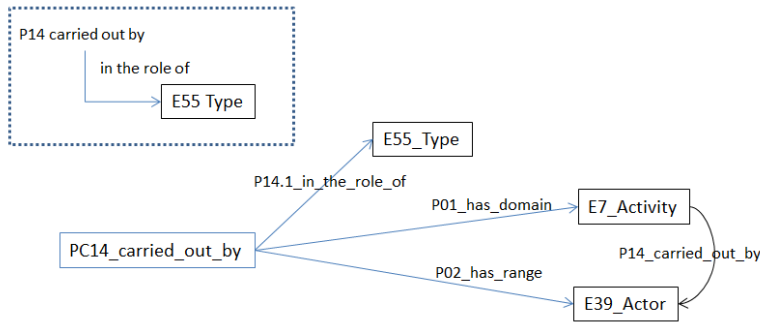 P14 carried out by
in the role of
E55 Type
E55_Type
P14.1_in_the_role_of
P01_has_domain
E7_Activity
PC14_carried_out_by
P14_carried_out_by
P02_has_range
E39_Actor